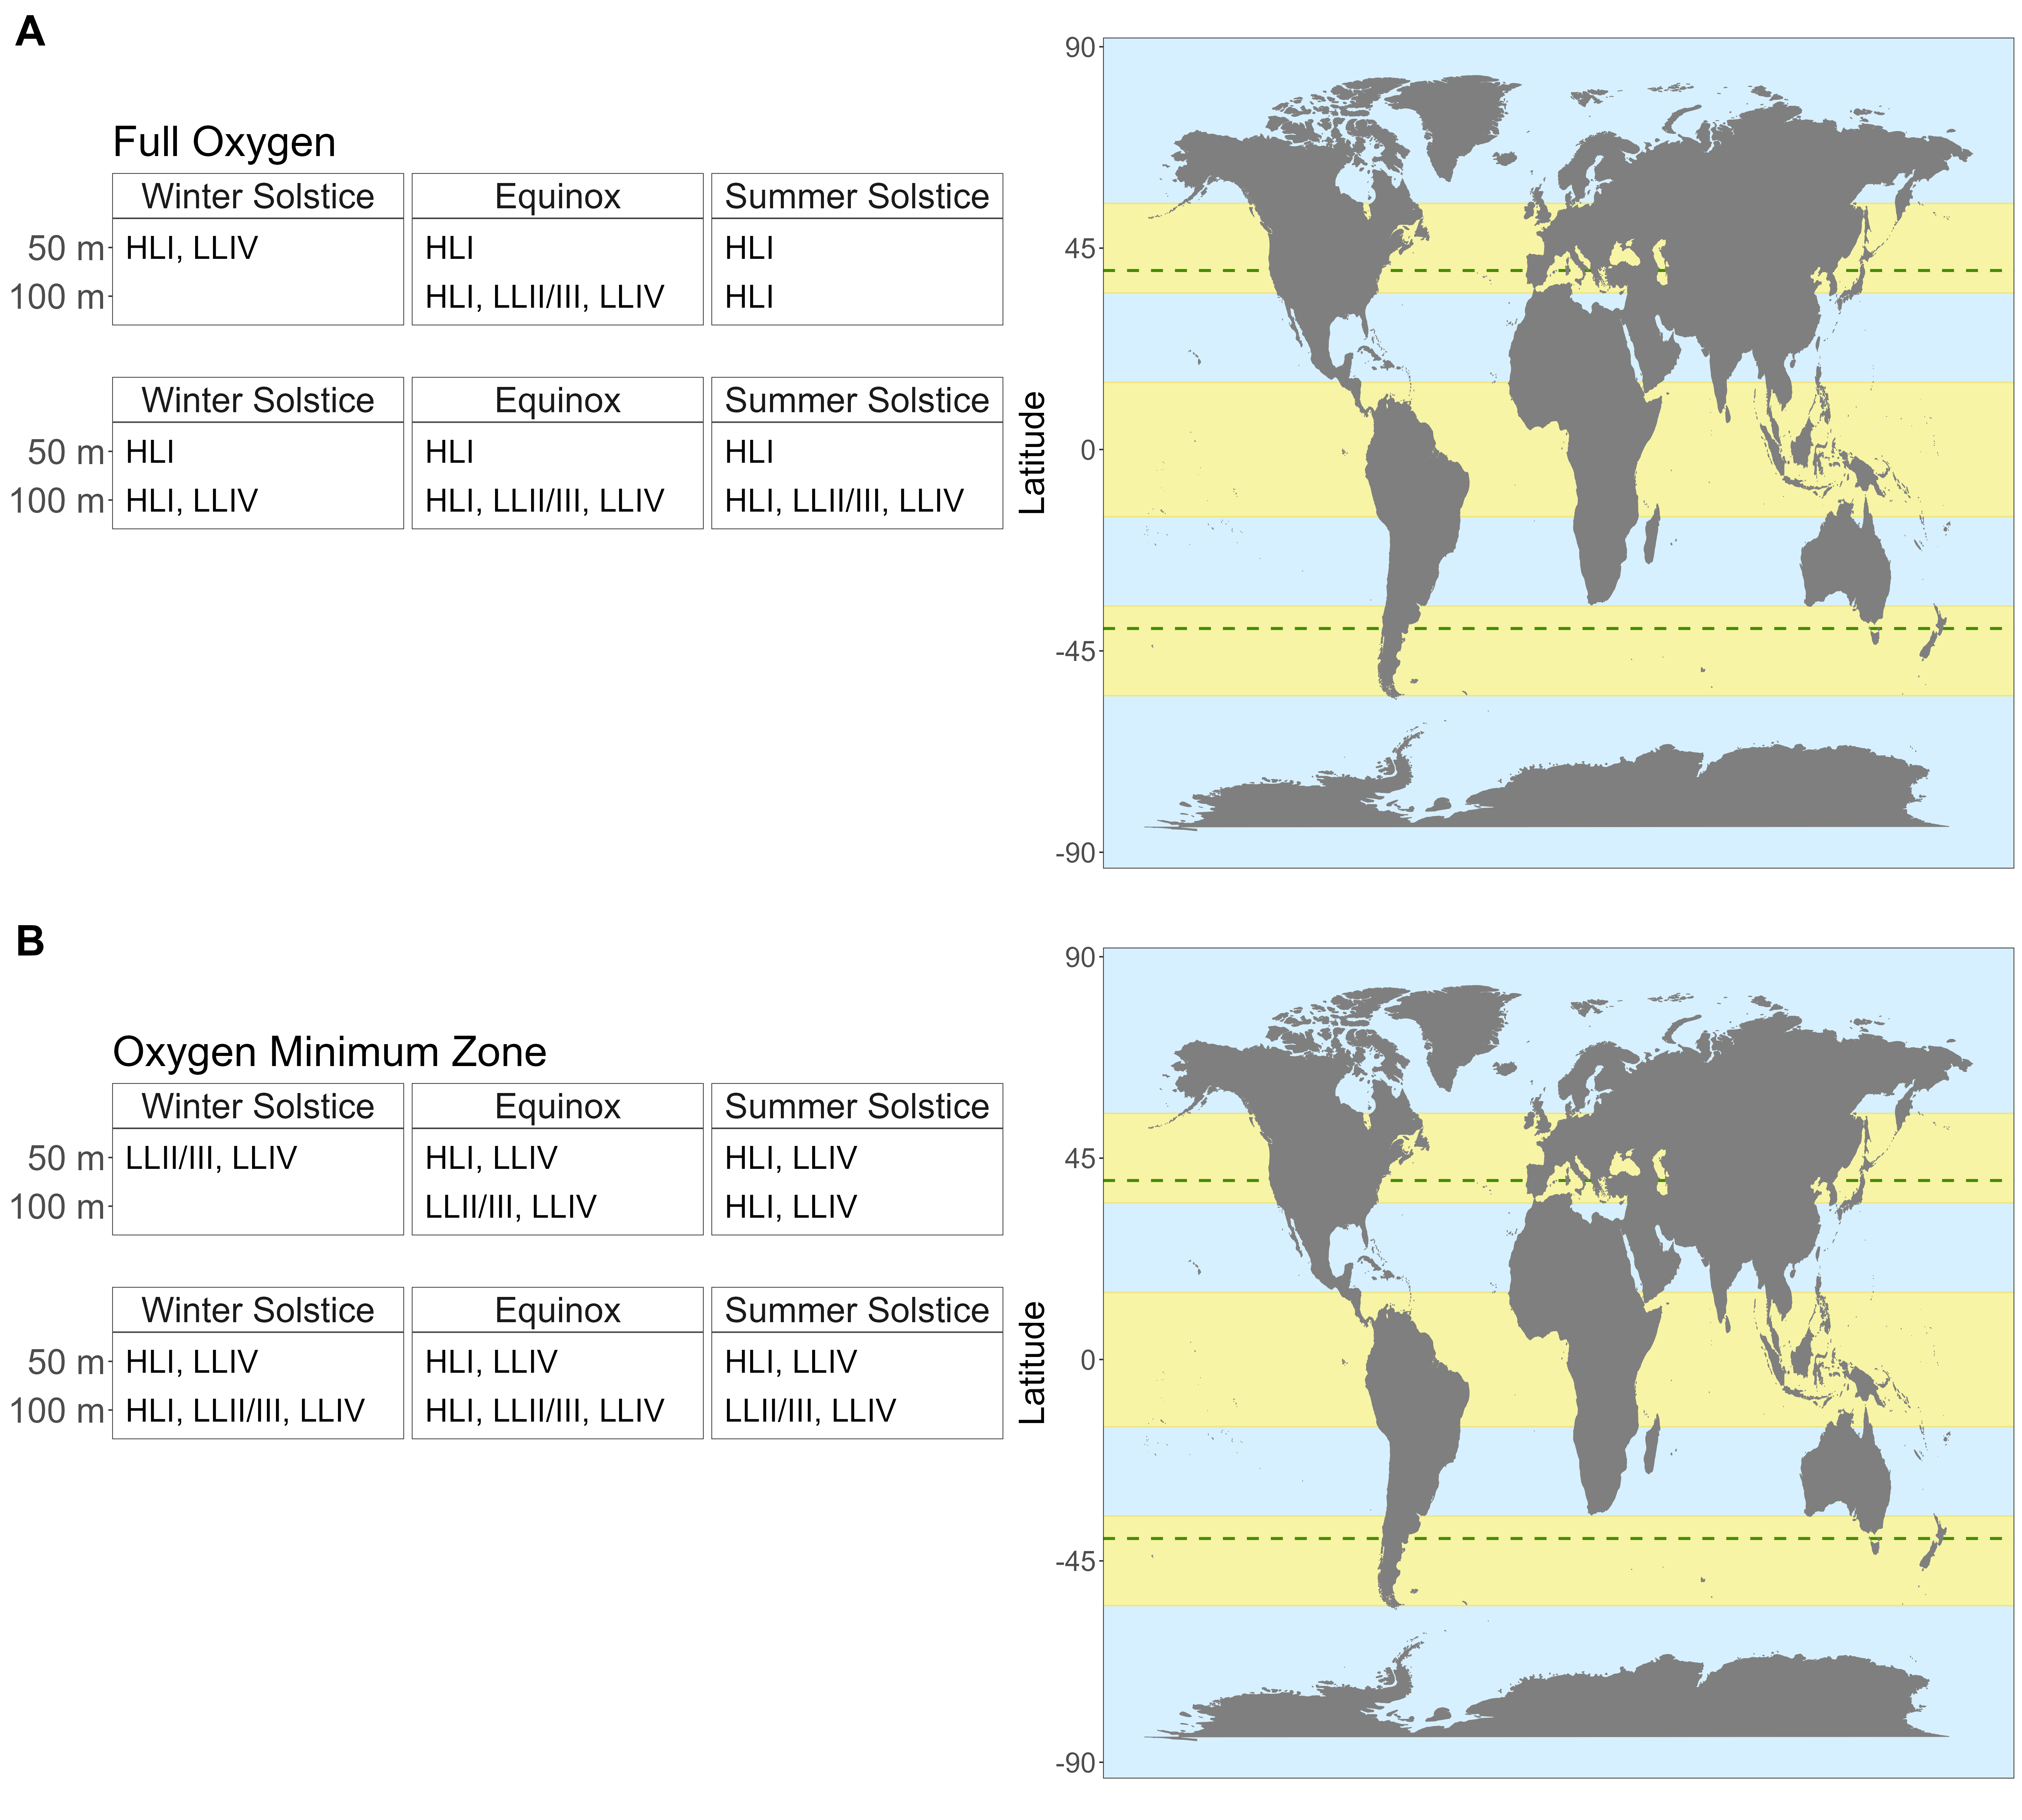 A
Full Oxygen
Winter Solstice Equinox Summer Solstice
50 m HLI, LLIV HLI HLI
100 m HLI, LLII/III, LLIV HLI
Winter Solstice Equinox Summer Solstice
50 m HLI HLI HLI
100 m HLI, LLIV HLI, LLII/III, LLIV HLI, LLII/III, LLIV
Latitude
90
45
0
-45
-90
B
Oxygen Minimum Zone
Winter Solstice Equinox Summer Solstice
50 m LLII/III, LLIV HLI, LLIV HLI, LLIV
100 m LLII/III, LLIV HLI, LLIV
Winter Solstice Equinox Summer Solstice
50 m HLI, LLIV HLI, LLIV HLI, LLIV
100 m HLI, LLII/III, LLIV HLI, LLII/III, LLIV LLII/III, LLIV
Latitude
90
45
0
-45
-90